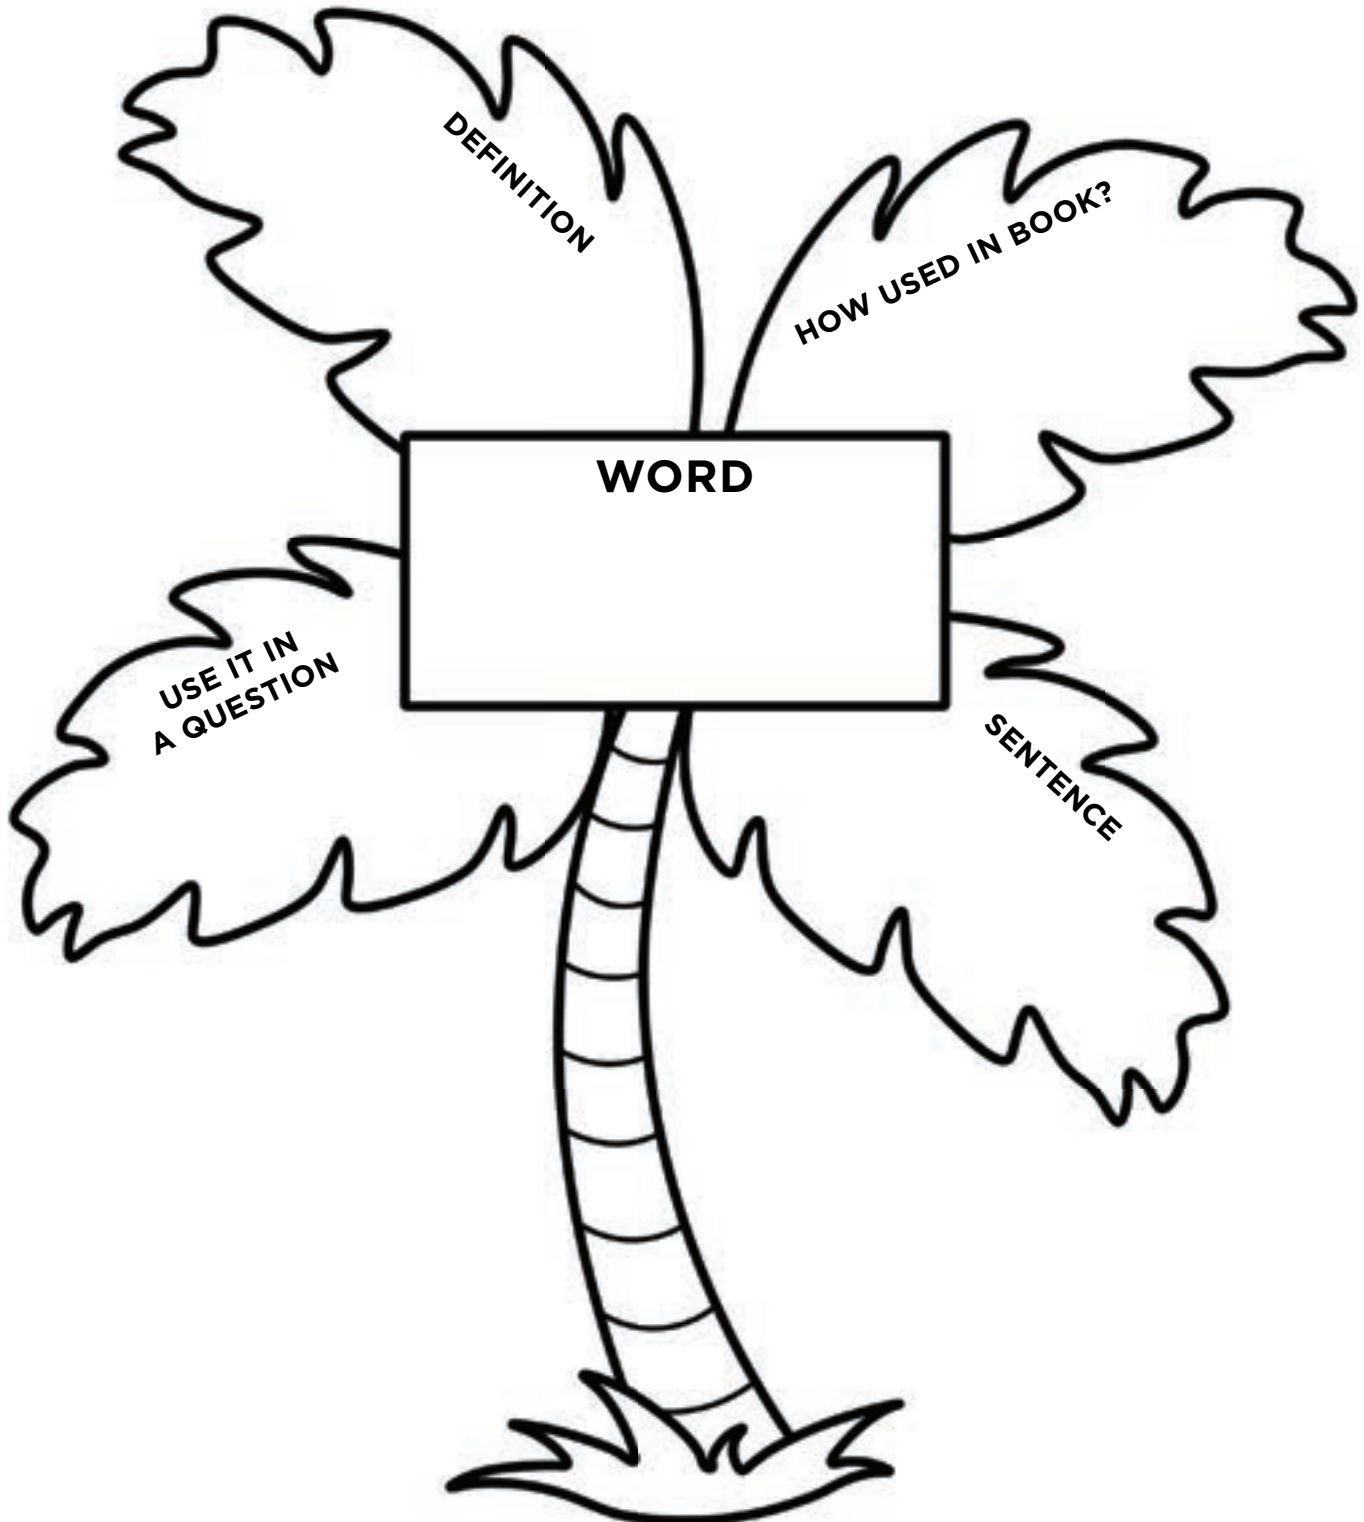 DEFINITION
HOW USED IN BOOK?
WORD
USE IT IN
A QUESTION
SENTENCE